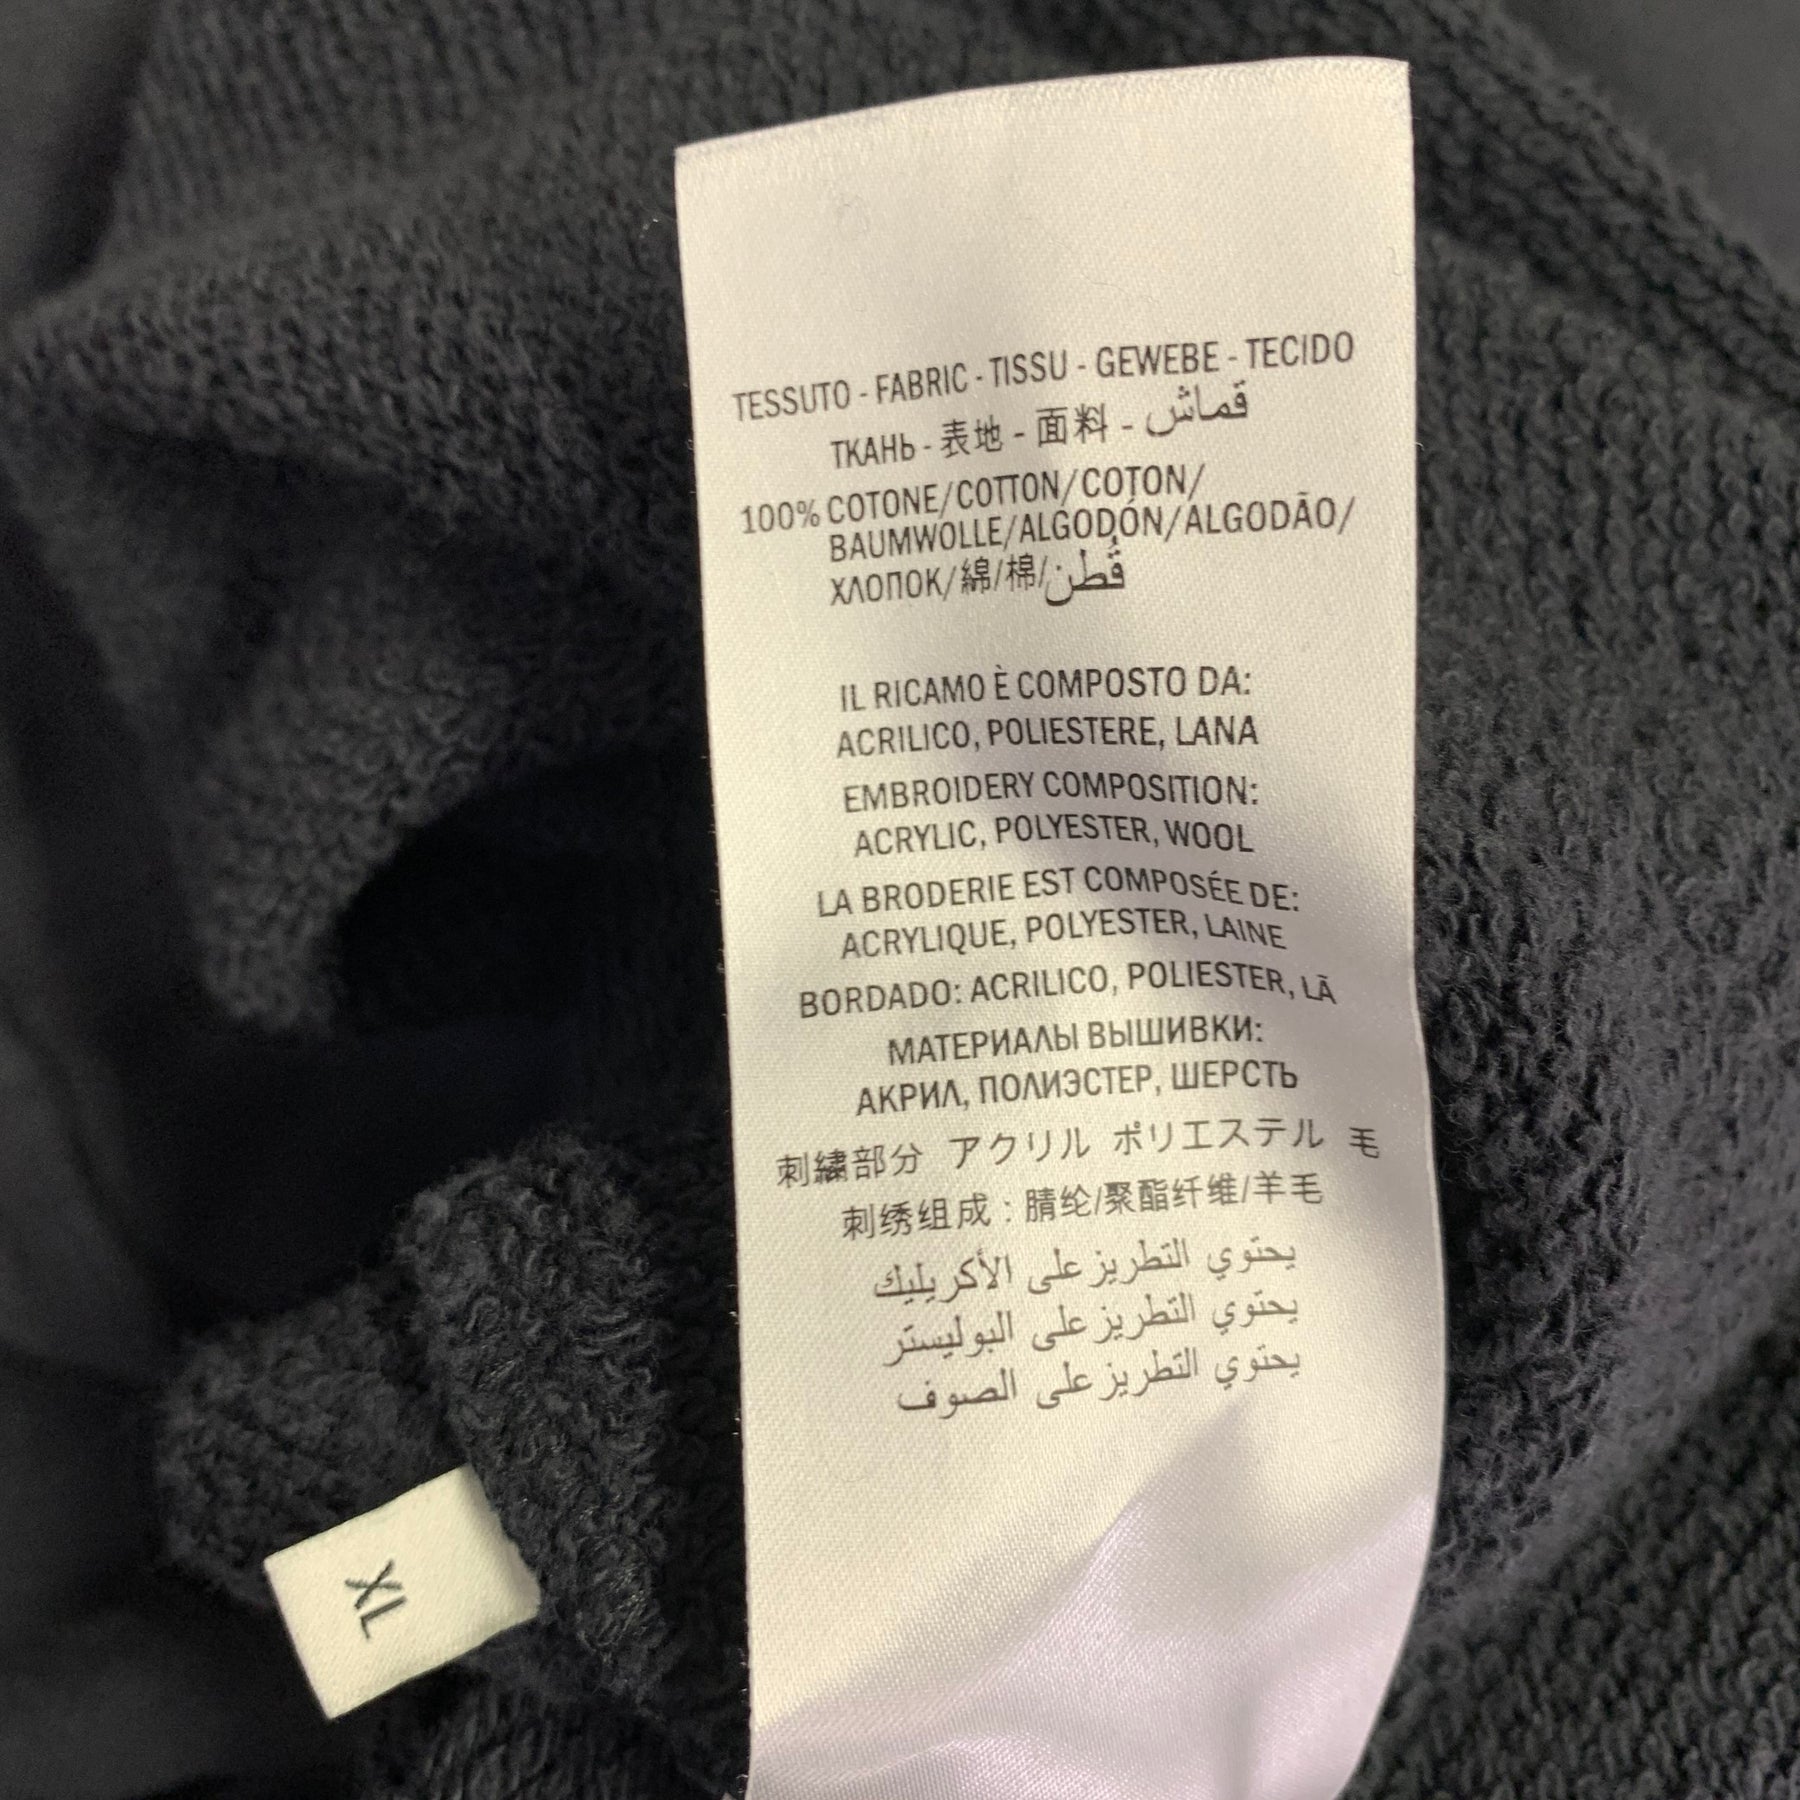 TESSUTO - FABRIC - TISSU - GEWEBE - TECIDO
ТКАНЬ - 表地 - 面料 - قماش
100% COTONE/COTTON/COTON/
BAUMWOLLE/ALGODÓN/ALGODÃO/
ХЛОПОК/綿/棉/قُطن
IL RICAMO È COMPOSTO DA:
ACRILICO, POLIESTERE, LANA
EMBROIDERY COMPOSITION:
ACRYLIC, POLYESTER, WOOL
LA BRODERIE EST COMPOSÉE DE:
ACRYLIQUE, POLYESTER, LAINE
BORDADO: ACRILICO, POLIESTER, LÃ
МАТЕРИАЛЫ ВЫШИВКИ:
АКРИЛ, ПОЛИЭСТЕР, ШЕРСТЬ
刺繍部分 アクリル ポリエステル 毛
刺绣组成 : 腈纶/聚酯纤维/羊毛
يحتوي التطريز على الأكريليك
يحتوي التطريز على البوليستر
يحتوي التطريز على الصوف
XL